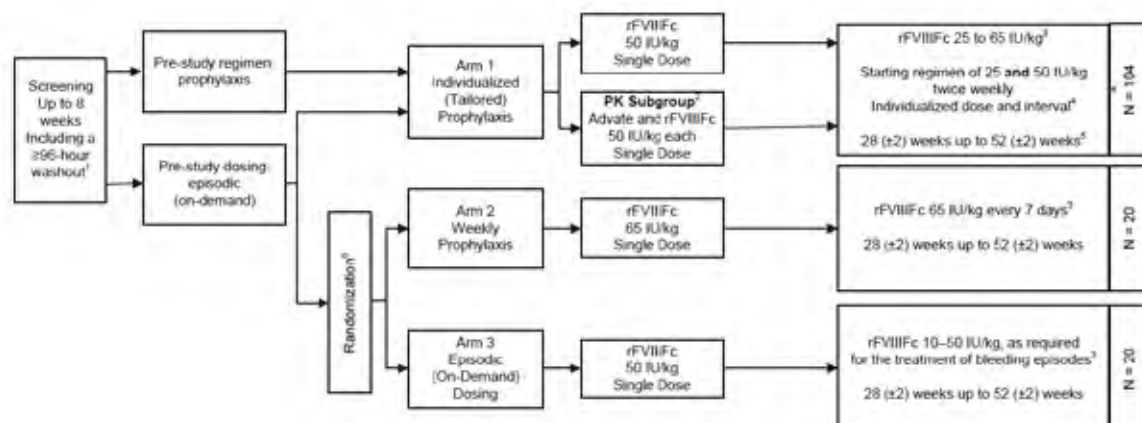 Screening
Up to 8
weeks
Including a
≥96-hour
washout¹
Pre-study regimen
prophylaxis
Pre-study dosing
episodic
(on-demand)
Randomization⁶
Arm 1
Individualized
(Tailored)
Prophylaxis
Arm 2
Weekly
Prophylaxis
Arm 3
Episodic
(On-Demand)
Dosing
rFVIIIFc
50 IU/kg
Single Dose
PK Subgroup²
Advate and rFVIIIFc
50 IU/kg each
Single Dose
rFVIIIFc
65 IU/kg
Single Dose
rFVIIIFc
50 IU/kg
Single Dose
rFVIIIFc 25 to 65 IU/kg³
Starting regimen of 25 and 50 IU/kg
twice weekly
Individualized dose and interval⁴
28 (±2) weeks up to 52 (±2) weeks⁵
N = 104
rFVIIIFc 65 IU/kg every 7 days³
28 (±2) weeks up to 52 (±2) weeks
N = 20
rFVIIIFc 10–50 IU/kg, as required
for the treatment of bleeding episodes³
28 (±2) weeks up to 52 (±2) weeks
N = 20